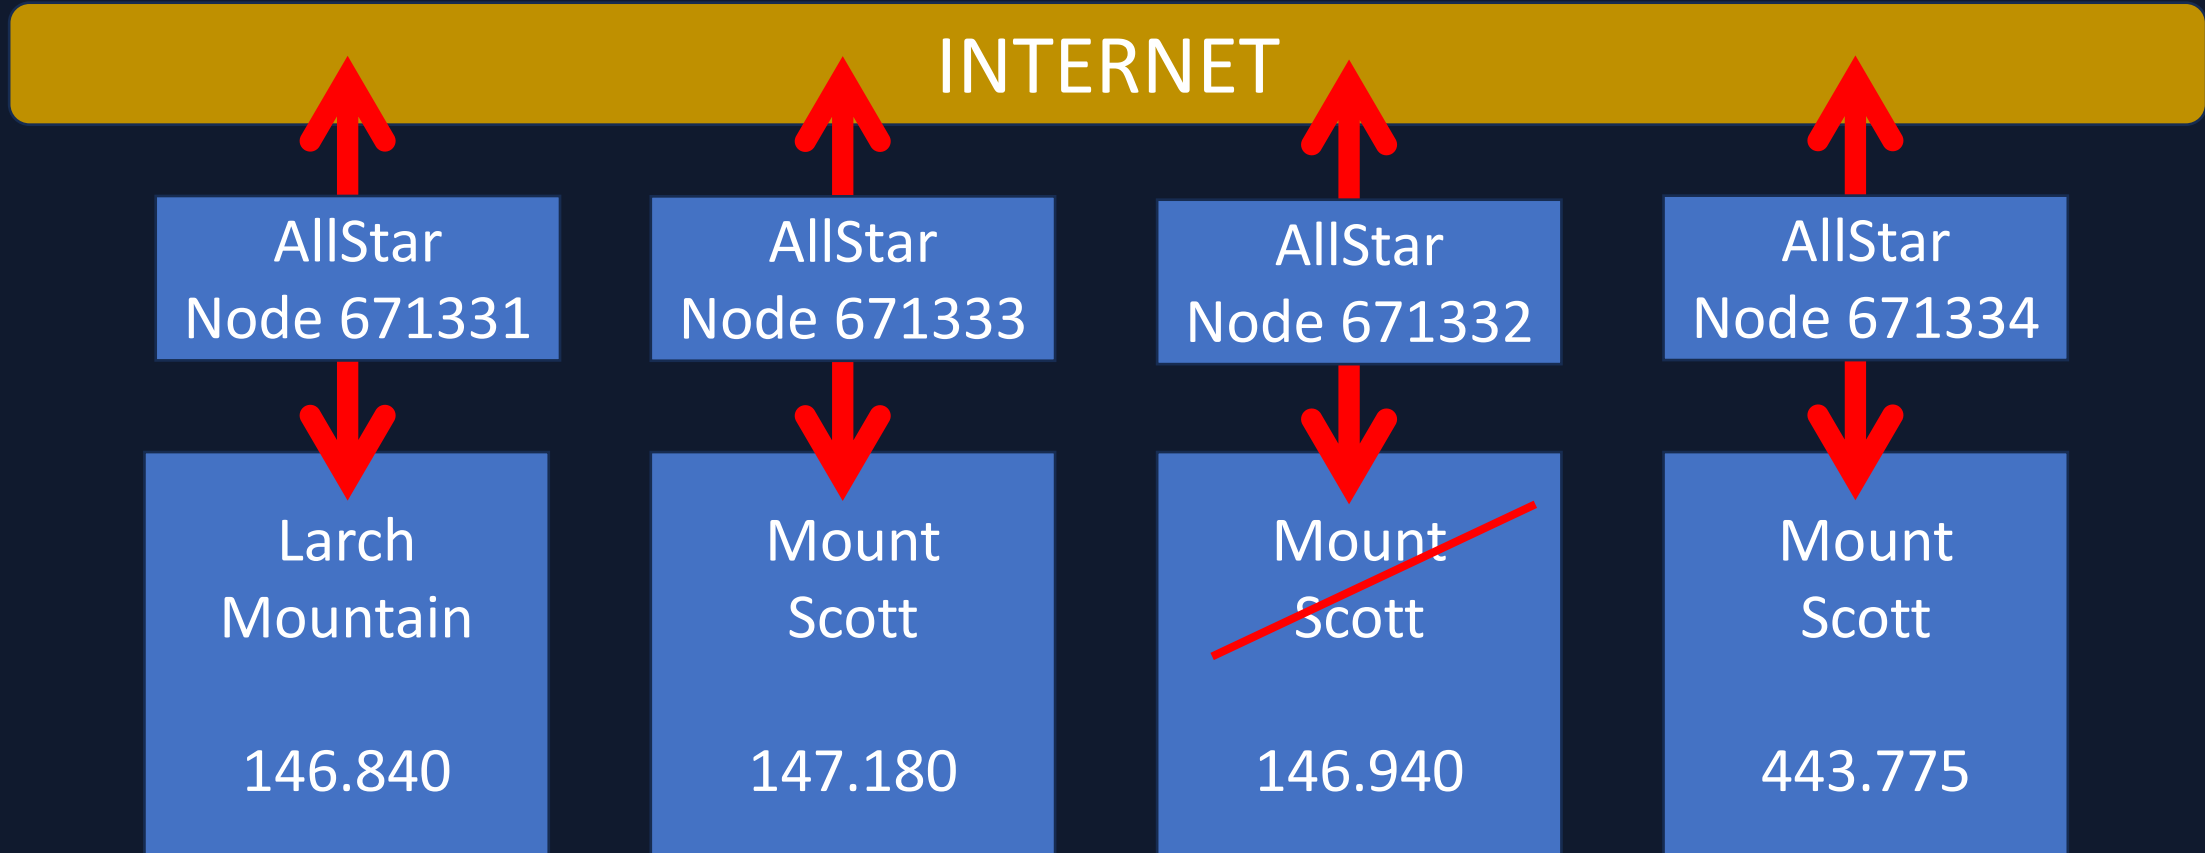 INTERNET
AllStar
Node 671331
AllStar
Node 671333
AllStar
Node 671332
AllStar
Node 671334
Larch
Mountain
146.840
Mount
Scott
147.180
Mount
Scott
146.940
Mount
Scott
443.775